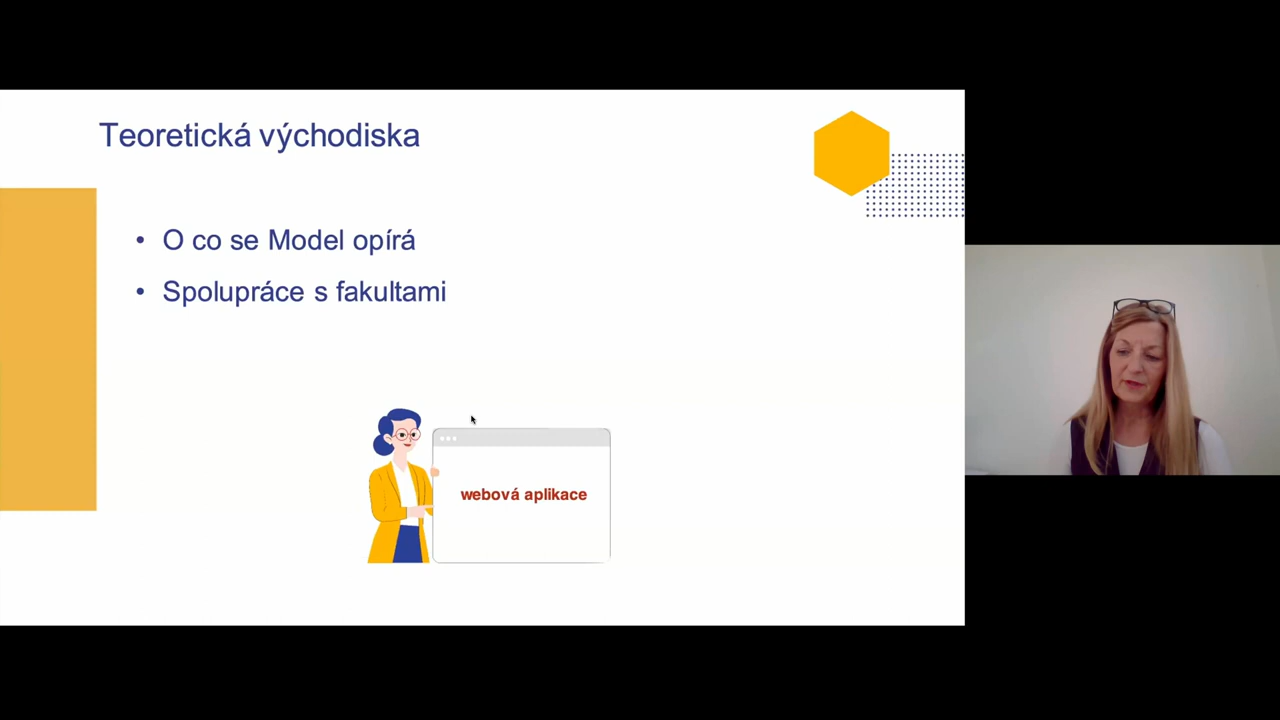 Teoretická východiska
• O co se Model opírá
• Spolupráce s fakultami
webová aplikace